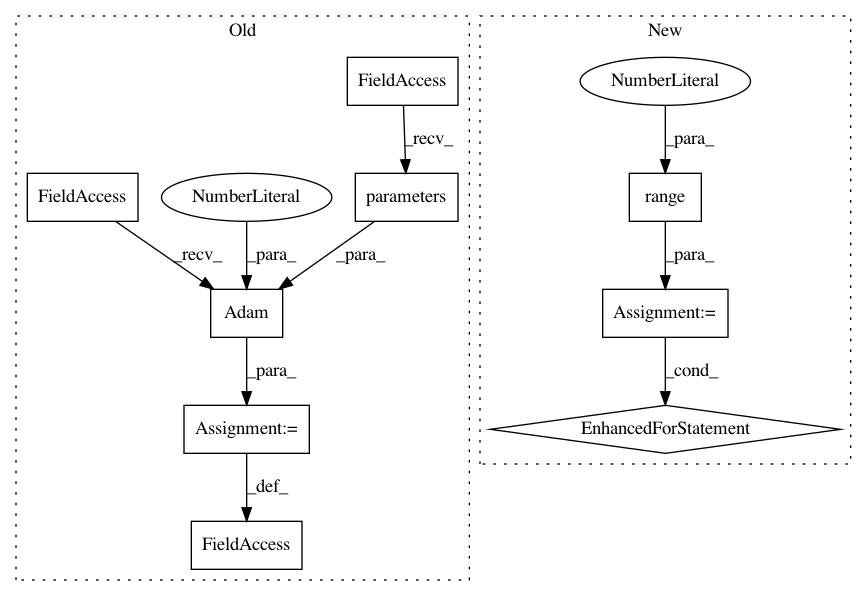 Old
New
FieldAccess
NumberLiteral
_recv_
_para_
FieldAccess
NumberLiteral
parameters
range
_recv_
_para_
_para_
_para_
Adam
Assignment:=
_para_
_cond_
Assignment:=
EnhancedForStatement
_def_
FieldAccess